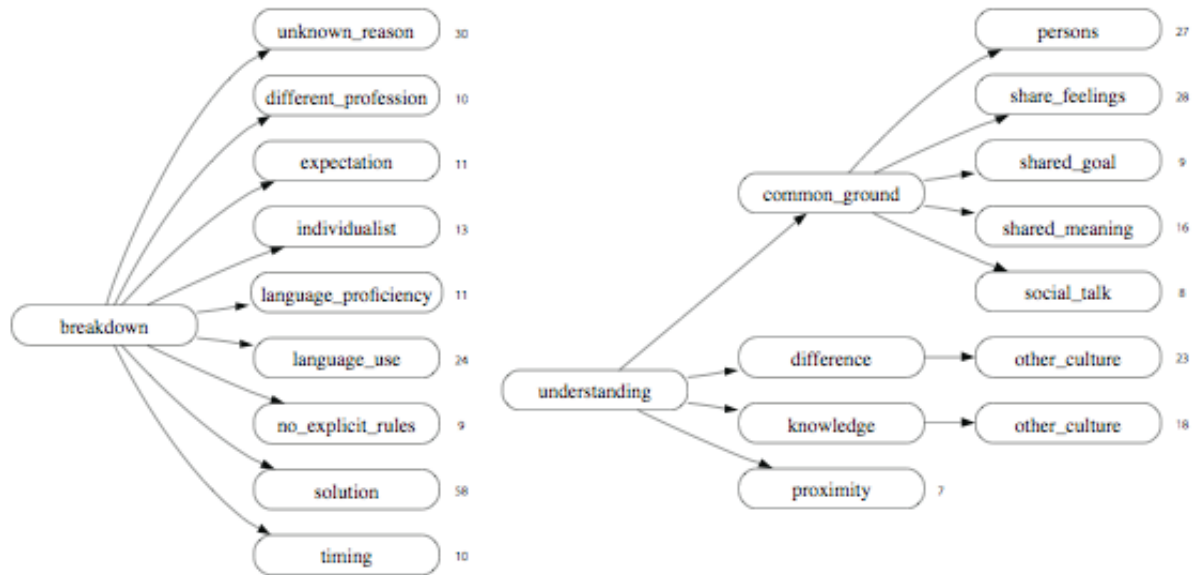 unknown_reason 30
different_profession 10
expectation 11
individualist 13
language_proficiency 11
breakdown
language_use 24
no_explicit_rules 9
solution 58
timing 10
persons 27
share_feelings 28
shared_goal 9
common_ground
shared_meaning 16
social_talk 8
difference
other_culture 23
understanding
knowledge
other_culture 18
proximity 7